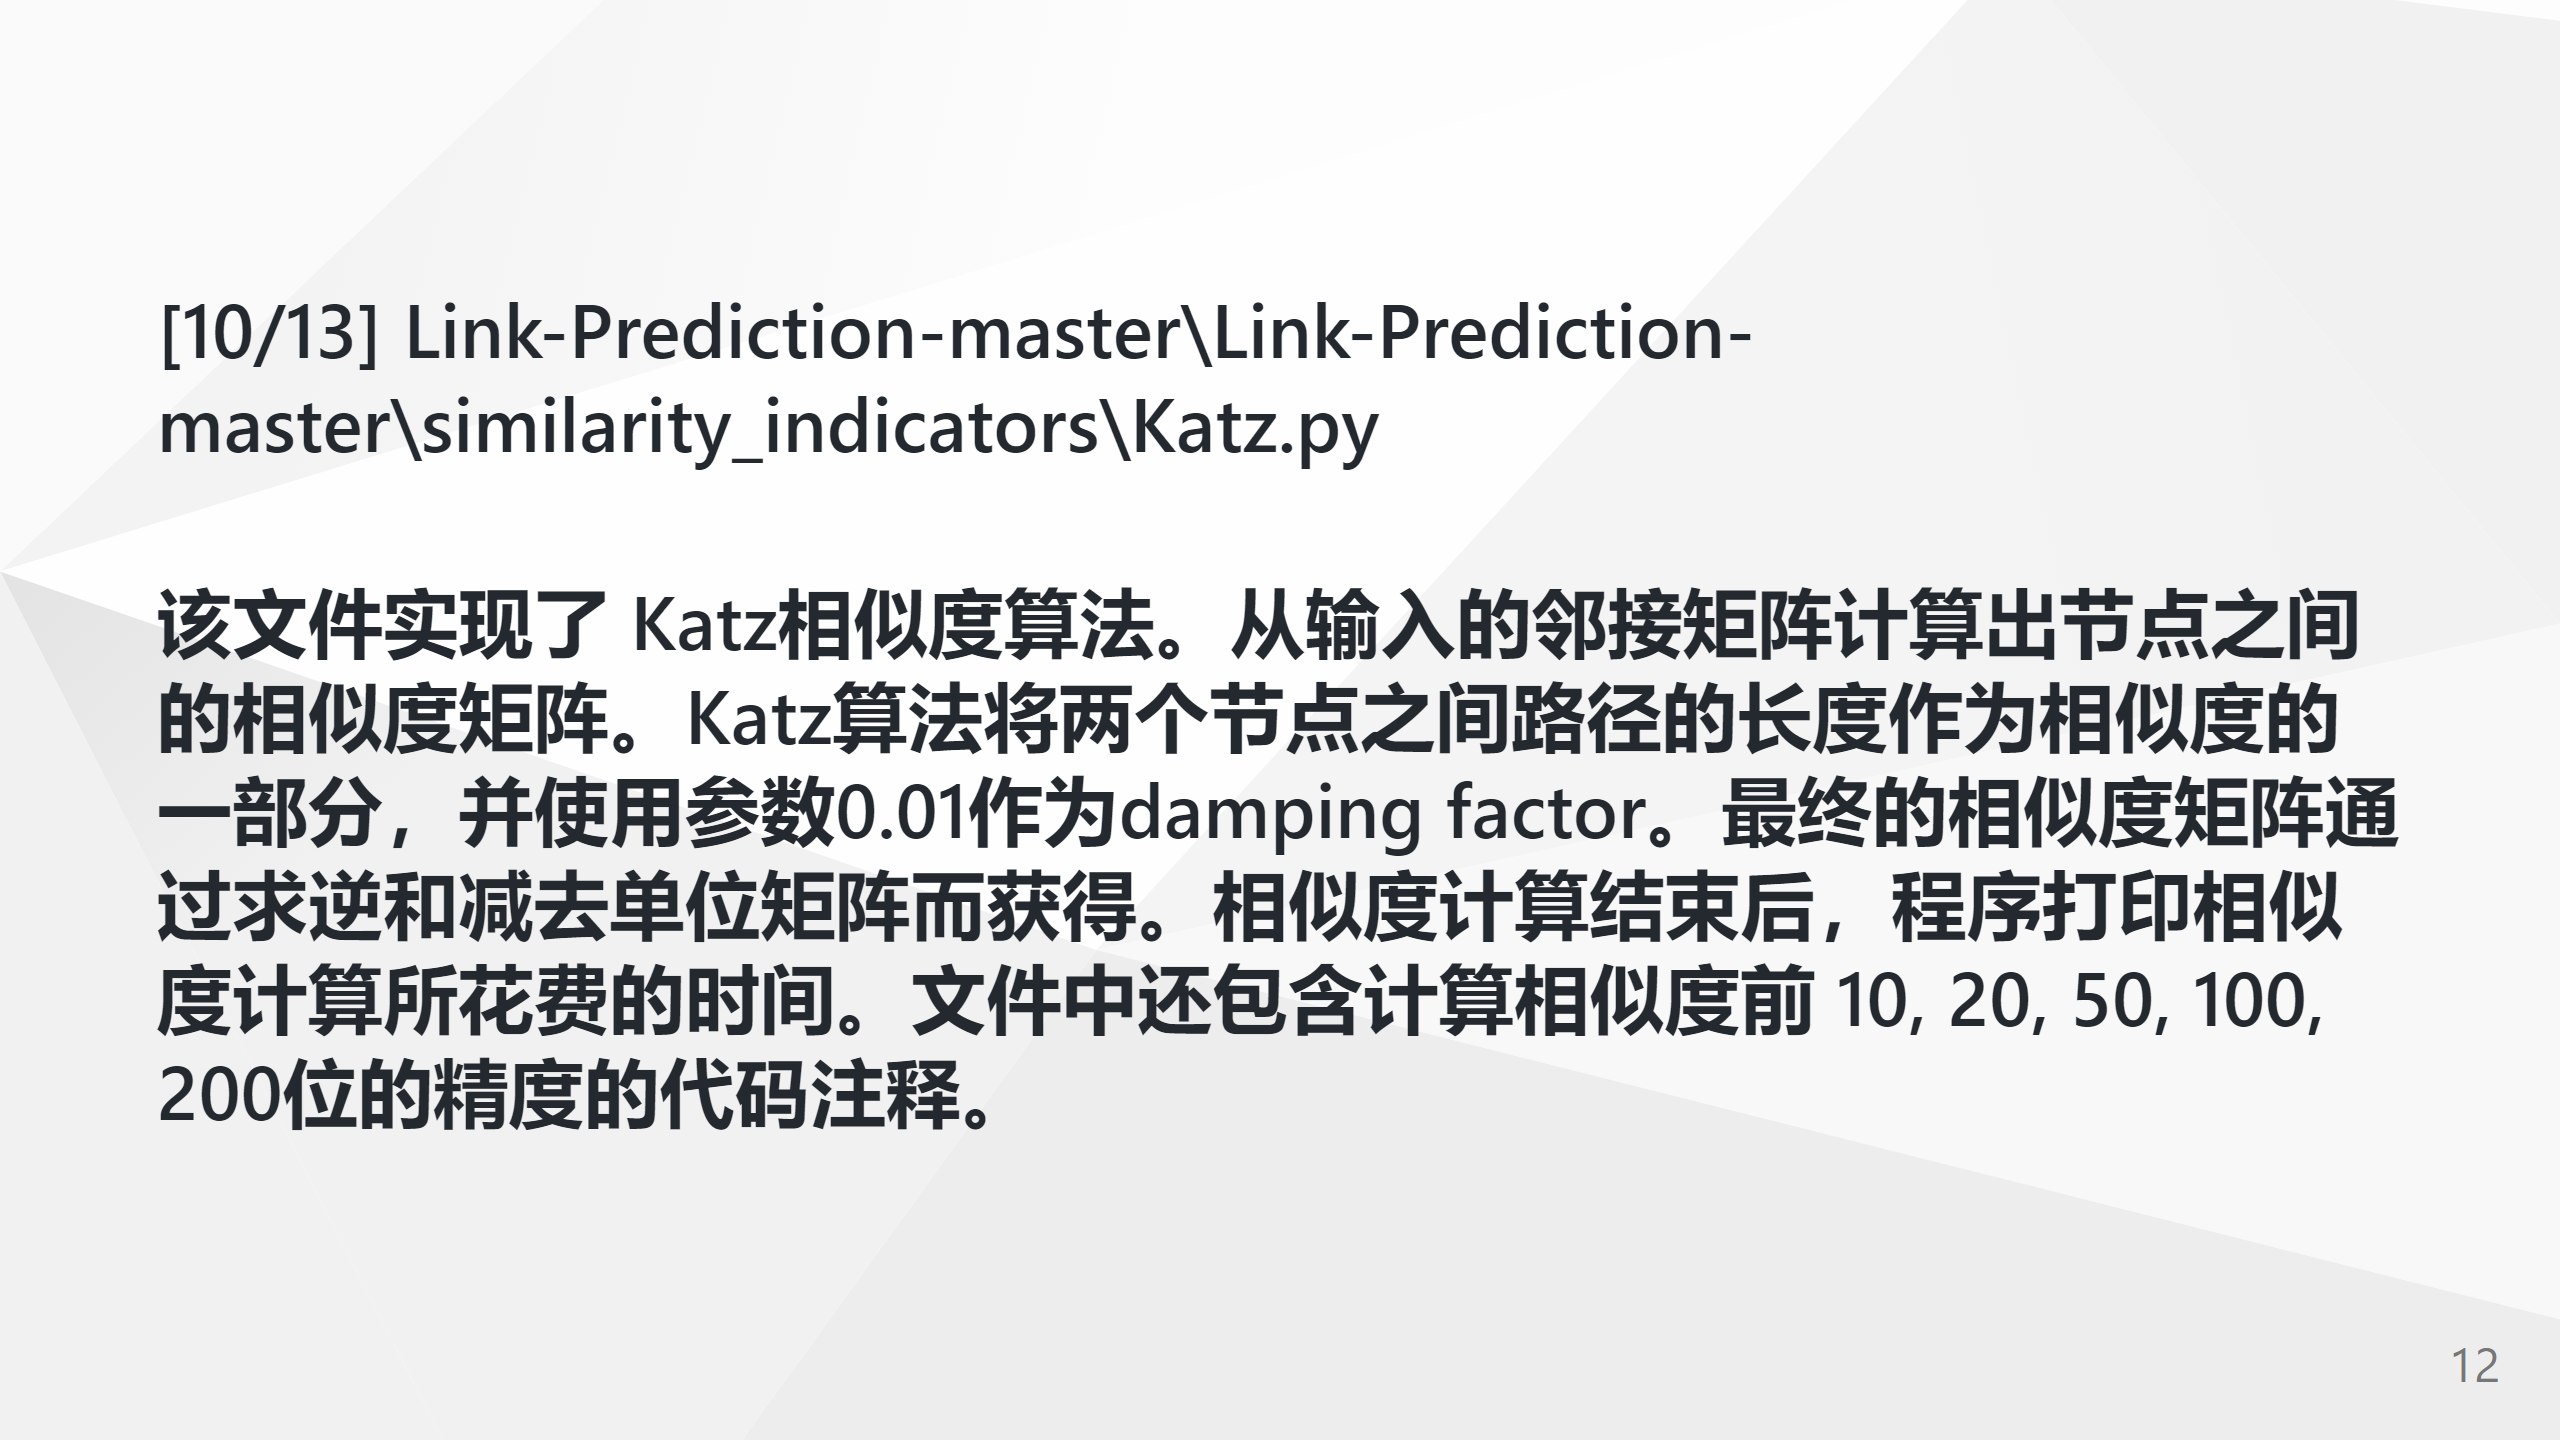 [10/13] Link-Prediction-master\Link-Prediction-
master\similarity_indicators\Katz.py
该文件实现了 Katz相似度算法。从输入的邻接矩阵计算出节点之间
的相似度矩阵。Katz算法将两个节点之间路径的长度作为相似度的
一部分，并使用参数0.01作为damping factor。最终的相似度矩阵通
过求逆和减去单位矩阵而获得。相似度计算结束后，程序打印相似
度计算所花费的时间。文件中还包含计算相似度前 10, 20, 50, 100,
200位的精度的代码注释。
12